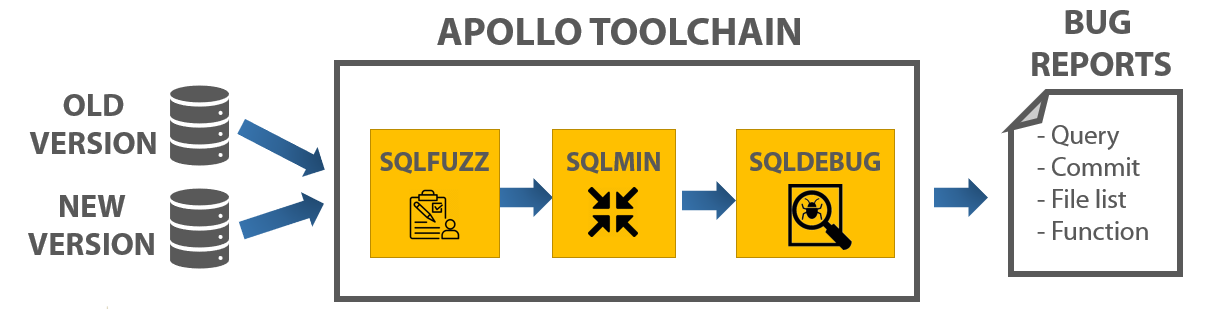 APOLLO TOOLCHAIN
OLD
VERSION
NEW
VERSION
SQLFUZZ
SQLMIN
SQLDEBUG
BUG
REPORTS
- Query
- Commit
- File list
- Function